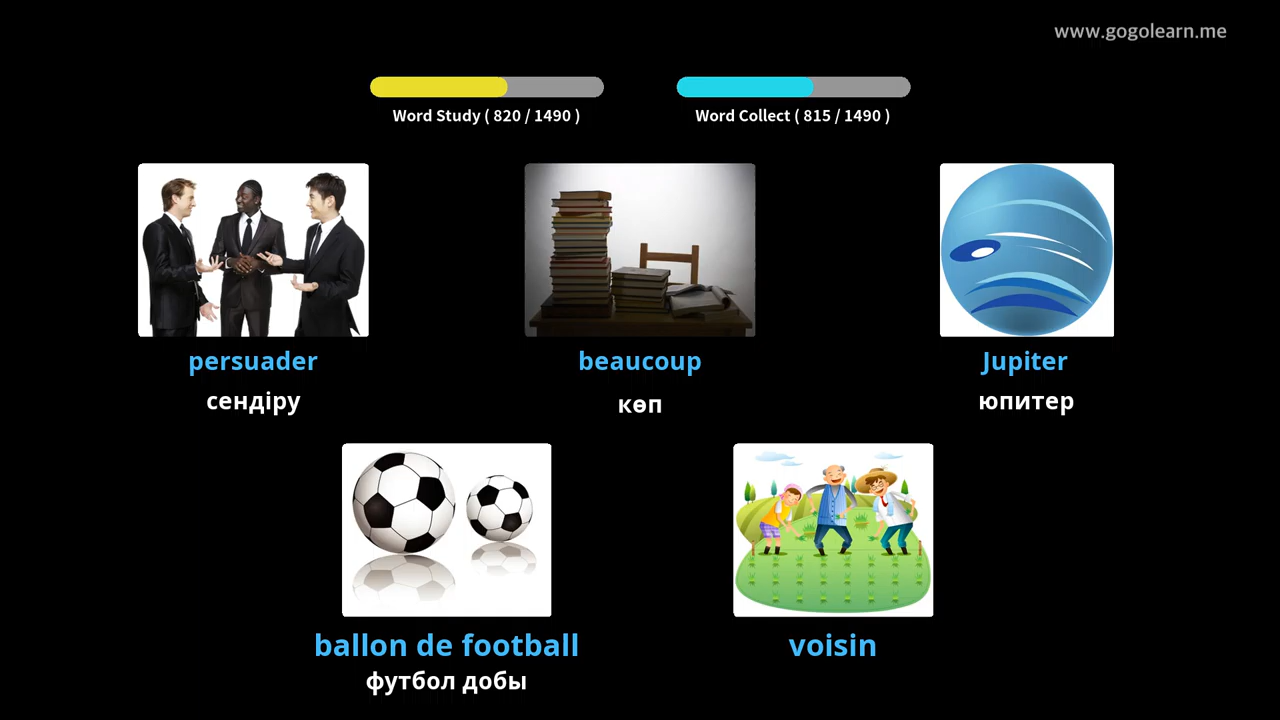 www.gogolearn.me
Word Study ( 820 / 1490 )
Word Collect ( 815 / 1490 )
persuader
сендіру
beaucoup
көп
Jupiter
юпитер
ballon de football
футбол добы
voisin